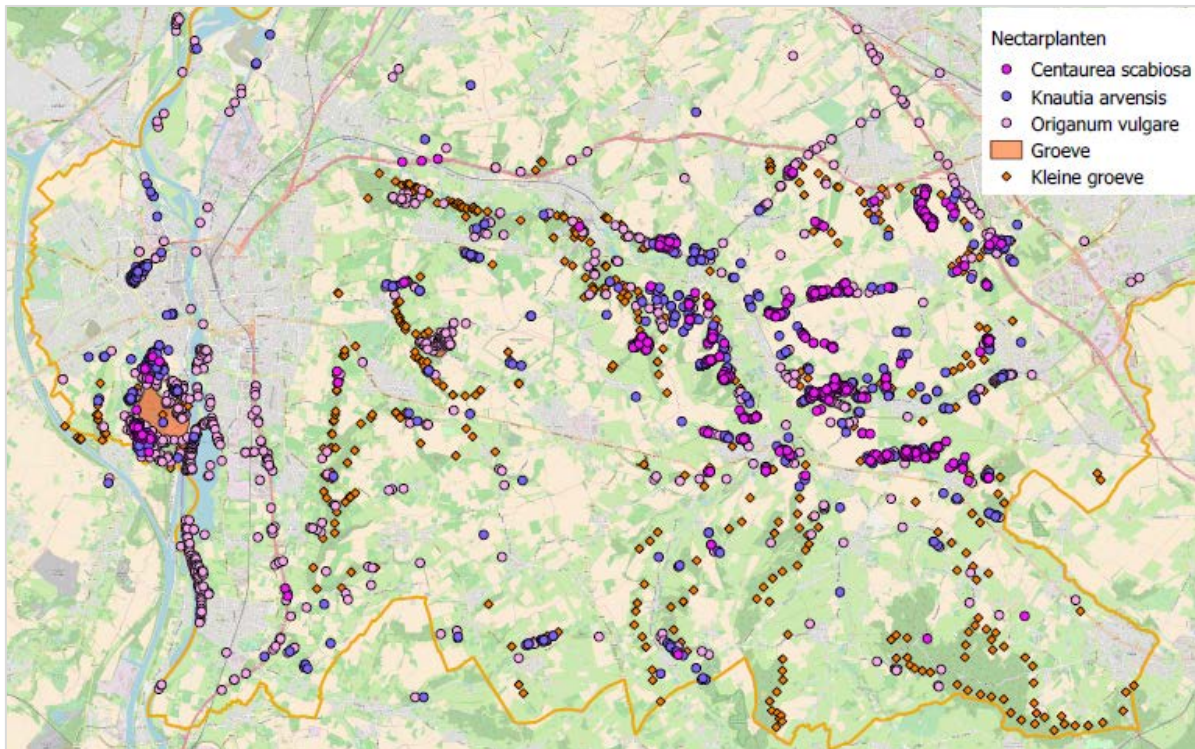 Nectarplanten
Centaurea scabiosa
Knautia arvensis
Origanum vulgare
Groeve
Kleine groeve